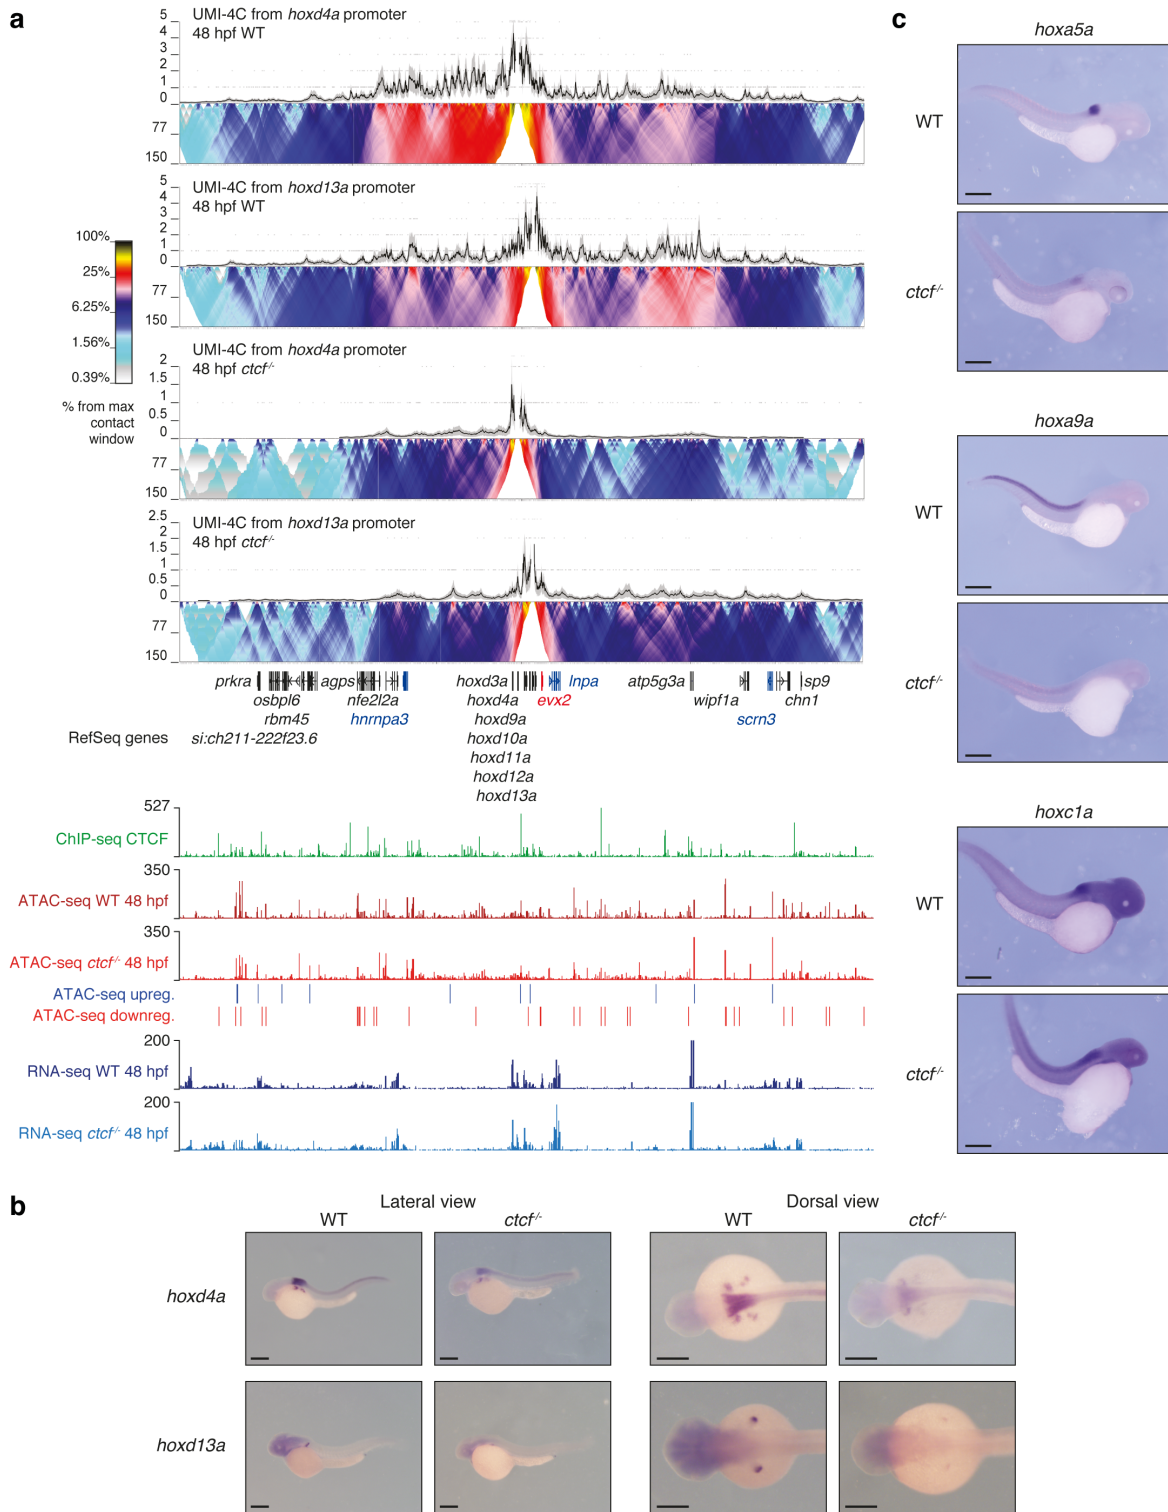 a
UMI-4C from hoxd4a promoter
48 hpf WT
5
4
3
2
1
0
77
150
UMI-4C from hoxd13a promoter
48 hpf WT
5
4
3
2
1
0
77
150
100%
25%
6.25%
1.56%
0.39%
% from max
contact
window
UMI-4C from hoxd4a promoter
48 hpf ctcf-/-
2
1.5
1
0.5
0
77
150
UMI-4C from hoxd13a promoter
48 hpf ctcf-/-
2.5
2
1.5
1
0.5
0
77
150
prkra agps hoxd3a lnpa atp5g3a sp9
osbpl6 nfe2l2a hoxd4a evx2 wipf1a chn1
rbm45 hnrnpa3 hoxd9a scrn3
RefSeq genes si:ch211-222f23.6 hoxd10a
hoxd11a
hoxd12a
hoxd13a
527
ChIP-seq CTCF
350
ATAC-seq WT 48 hpf
350
ATAC-seq ctcf-/- 48 hpf
ATAC-seq upreg.
ATAC-seq downreg.
200
RNA-seq WT 48 hpf
200
RNA-seq ctcf-/- 48 hpf
c
hoxa5a
WT
ctcf-/-
hoxa9a
WT
ctcf-/-
hoxc1a
WT
ctcf-/-
b
Lateral view Dorsal view
WT ctcf-/- WT ctcf-/-
hoxd4a
hoxd13a